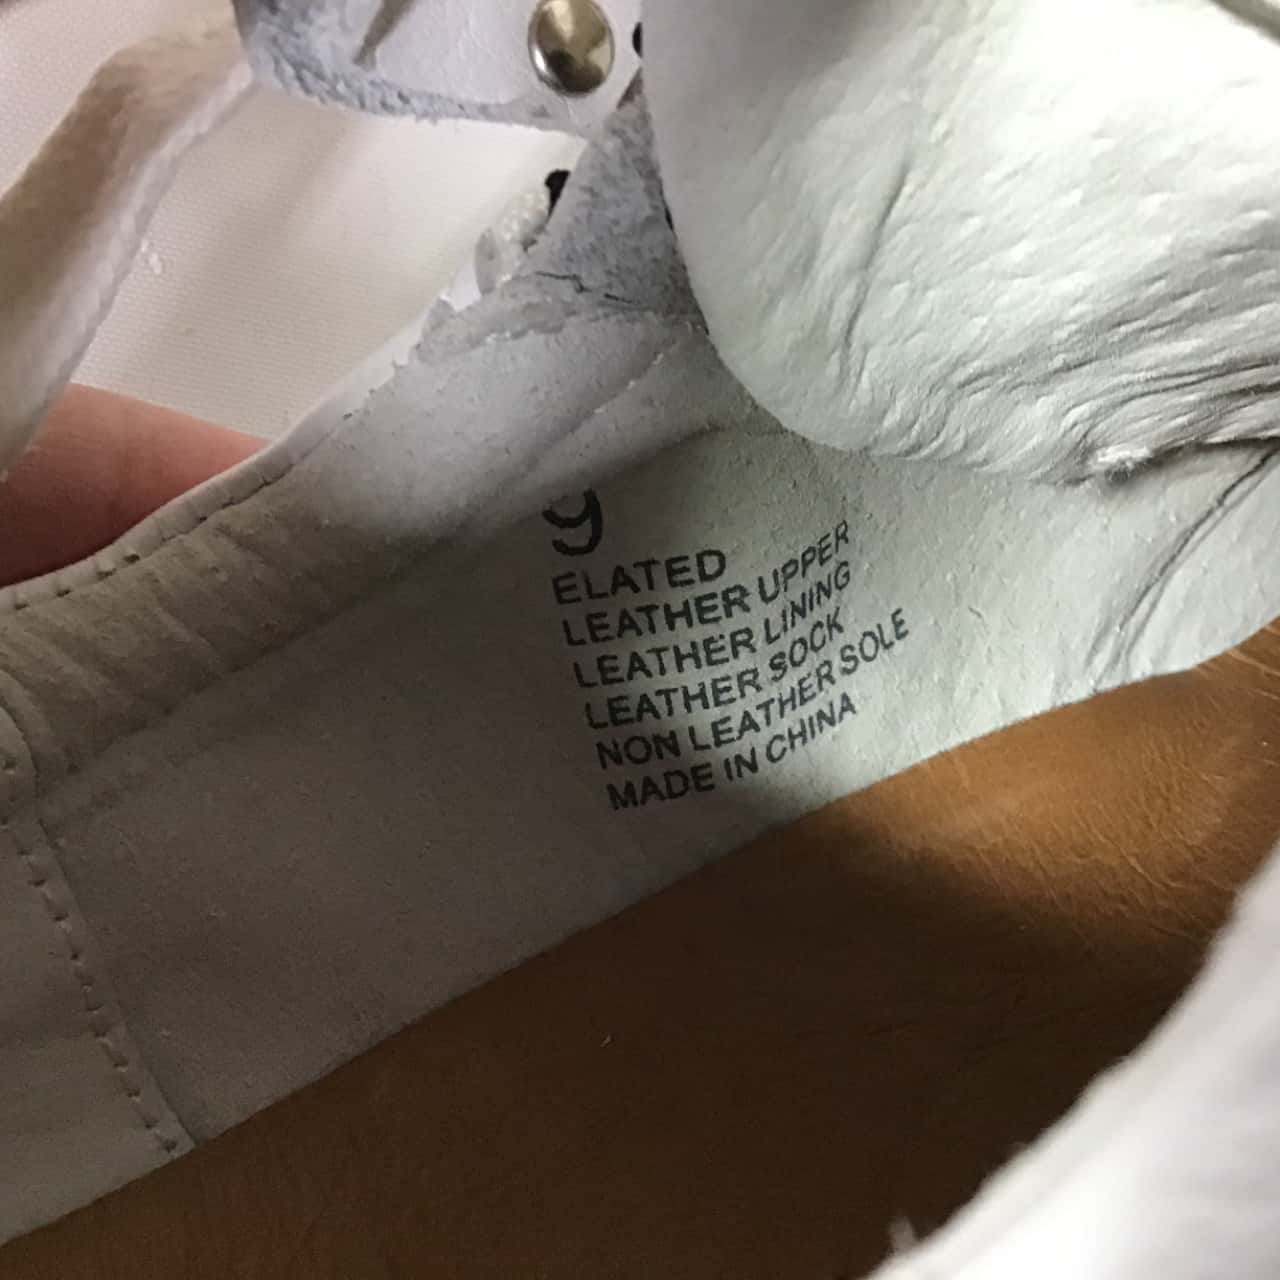 9
ELATED
LEATHER UPPER
LEATHER LINING
LEATHER SOCK
NON LEATHER SOLE
MADE IN CHINA